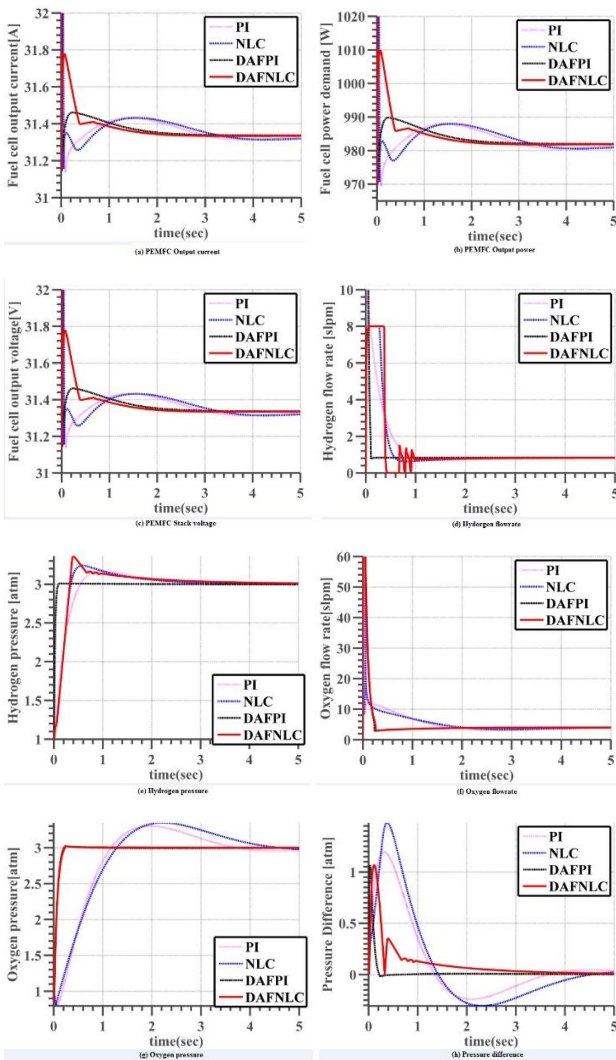 Fuel cell output current[A]
32
31.8
31.6
31.4
31.2
31
0 1 2 3 4 5
time(sec)
PI
NLC
DAFPI
DAFNLC
(a) PEMFC Output current
Fuel cell power demand [W]
1020
1010
1000
990
980
970
0 1 2 3 4 5
time(sec)
PI
NLC
DAFPI
DAFNLC
(b) PEMFC Output power
Fuel cell output voltage[V]
32
31.8
31.6
31.4
31.2
31
0 1 2 3 4 5
time(sec)
PI
NLC
DAFPI
DAFNLC
(c) PEMFC Stack voltage
Hydrogen flow rate [slpm]
10
8
6
4
2
0
0 1 2 3 4 5
time(sec)
PI
NLC
DAFPI
DAFNLC
(d) Hydorgen flowrate
Hydrogen pressure [atm]
3
2
1
0 1 2 3 4 5
time(sec)
PI
NLC
DAFPI
DAFNLC
(e) Hydrogen pressure
Oxygen flow rate[slpm]
60
50
40
30
20
10
0
0 1 2 3 4 5
time(sec)
PI
NLC
DAFPI
DAFNLC
(f) Oxygen flowrate
Oxygen pressure[atm]
3
2
1
0 1 2 3 4 5
time(sec)
PI
NLC
DAFPI
DAFNLC
(g) Oxygen pressure
Pressure Difference [atm]
1
0.5
0
0 1 2 3 4 5
time(sec)
PI
NLC
DAFPI
DAFNLC
(h) Pressure difference